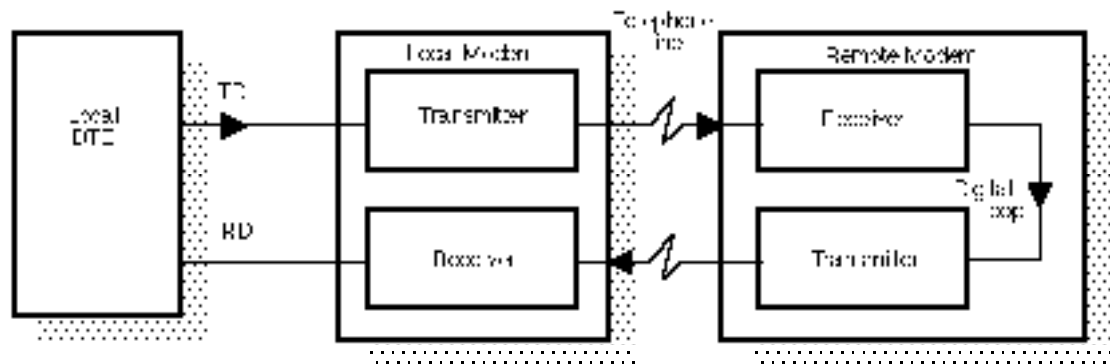 Telephone
Line
Local Modem
Remote Modem
TD
Local
DTE
Transmitter
Receiver
Digital
Loop
RD
Receiver
Transmitter